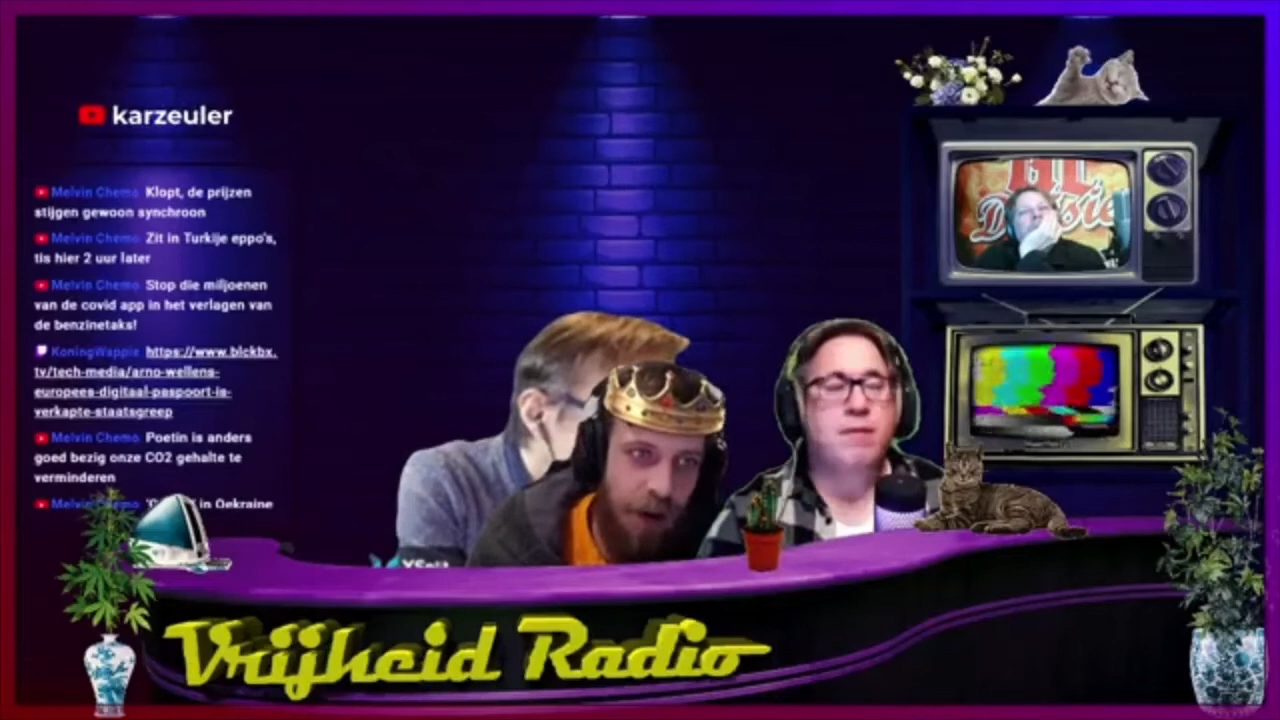 karzeuler
Melvin Chemo Klopt, de prijzen
stijgen gewoon synchroon
Melvin Chemo Zit in Turkije eppo's,
tis hier 2 uur later
Melvin Chemo Stop die miljoenen
van de covid app in het verlagen van
de benzinetaks!
KoningWappie https://www.blckbx.
tv/tech-media/arno-wellens-
europees-digitaal-paspoort-is-
verkapte-staatsgreep
Melvin Chemo Poetin is anders
goed bezig onze CO2 gehalte te
verminderen
Melvin Chemo in Oekraine
Vrijheid Radio